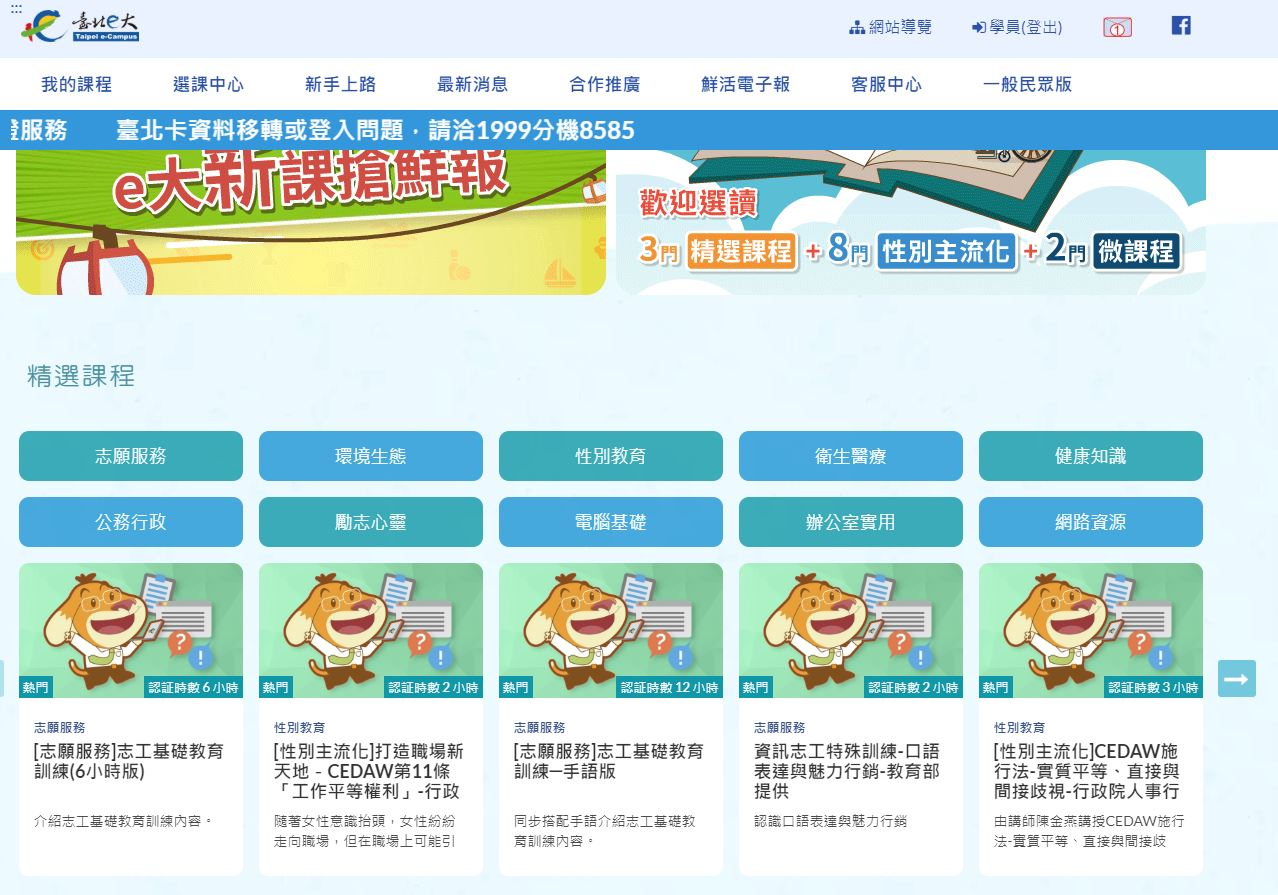 :::
臺北e大
Taipei e-Campus
網站導覽
學員(登出)
1
我的課程
選課中心
新手上路
最新消息
合作推廣
鮮活電子報
客服中心
一般民眾版
服務 臺北卡資料移轉或登入問題，請洽1999分機8585
e大新課搶鮮報
歡迎選讀
3門 精選課程 + 8門 性別主流化 + 2門 微課程
精選課程
志願服務
環境生態
性別教育
衛生醫療
健康知識
公務行政
勵志心靈
電腦基礎
辦公室實用
網路資源
熱門
認証時數 6 小時
志願服務
[志願服務]志工基礎教育
訓練(6小時版)
介紹志工基礎教育訓練內容。
熱門
認証時數 2 小時
性別教育
[性別主流化]打造職場新
天地－CEDAW第11條
「工作平等權利」-行政
隨著女性意識抬頭，女性紛紛
走向職場，但在職場上可能引
熱門
認証時數 12 小時
志願服務
[志願服務]志工基礎教育
訓練─手語版
同步搭配手語介紹志工基礎教
育訓練內容。
熱門
認証時數 2 小時
志願服務
資訊志工特殊訓練-口語
表達與魅力行銷-教育部
提供
認識口語表達與魅力行銷
熱門
認証時數 3 小時
性別教育
[性別主流化]CEDAW施
行法-實質平等、直接與
間接歧視-行政院人事行
由講師陳金燕講授CEDAW施行
法-實質平等、直接與間接歧